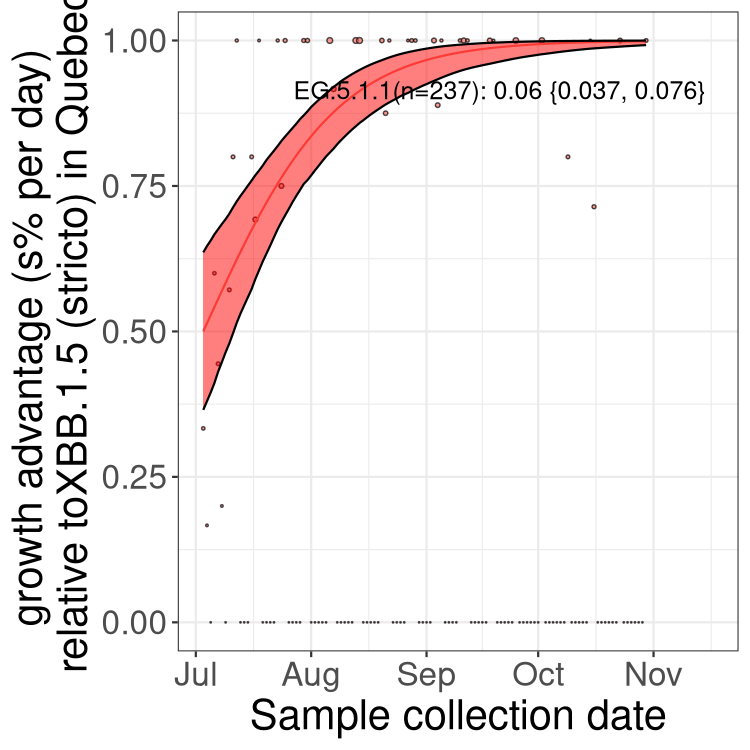 growth advantage (s% per day)
relative toXBB.1.5 (stricto) in Quebec
1.00
0.75
0.50
0.25
0.00
EG:5.1.1(n=237): 0.06 {0.037, 0.076}
Jul Aug Sep Oct Nov
Sample collection date